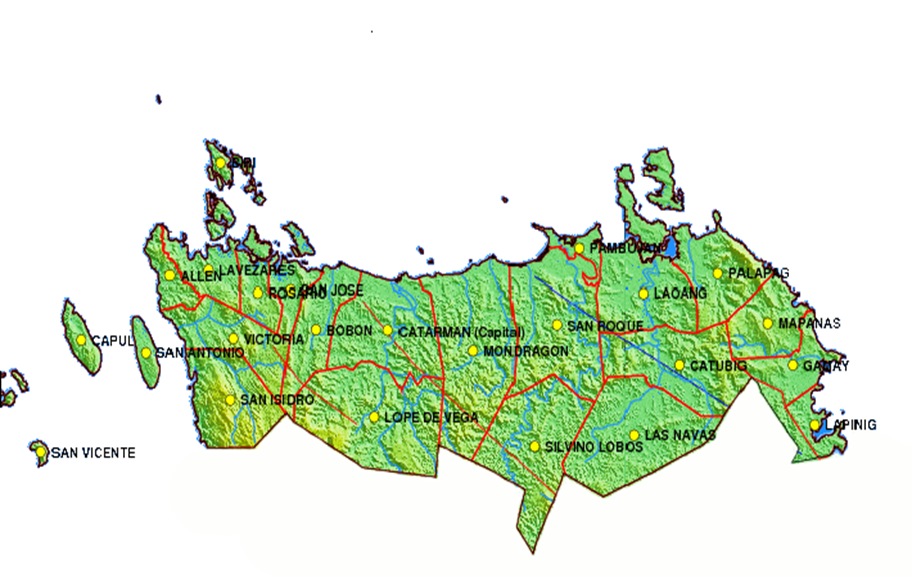 BIRI
PAMBUJAN
ALLEN
LAVEZARES
PALAPAG
ROSARIO
SAN JOSE
LAOANG
MAPANAS
BOBON
CATARMAN (Capital)
SAN ROQUE
CAPUL
SAN ANTONIO
VICTORIA
MONDRAGON
CATUBIG
GAMAY
SAN ISIDRO
LOPE DE VEGA
LAPINIG
SAN VICENTE
SILVINO LOBOS
LAS NAVAS